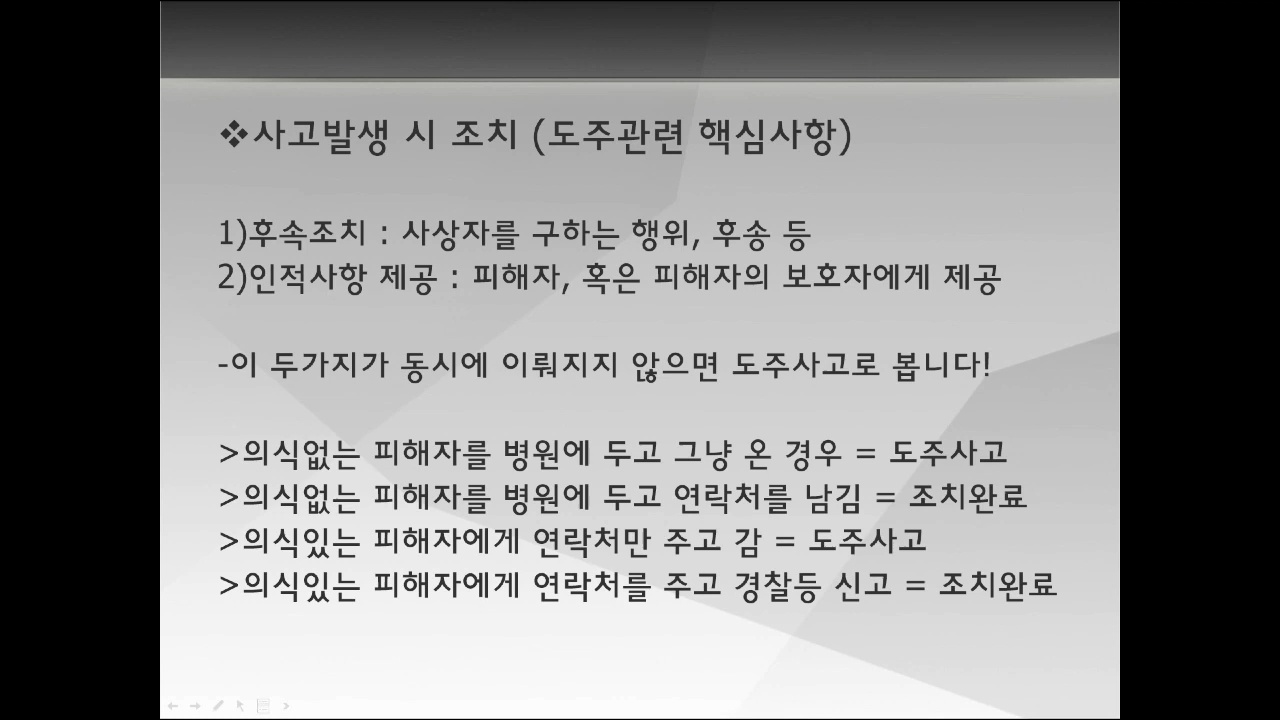 ❖사고발생 시 조치 (도주관련 핵심사항)
1)후속조치 : 사상자를 구하는 행위, 후송 등
2)인적사항 제공 : 피해자, 혹은 피해자의 보호자에게 제공
-이 두가지가 동시에 이뤄지지 않으면 도주사고로 봅니다!
>의식없는 피해자를 병원에 두고 그냥 온 경우 = 도주사고
>의식없는 피해자를 병원에 두고 연락처를 남김 = 조치완료
>의식있는 피해자에게 연락처만 주고 감 = 도주사고
>의식있는 피해자에게 연락처를 주고 경찰등 신고 = 조치완료